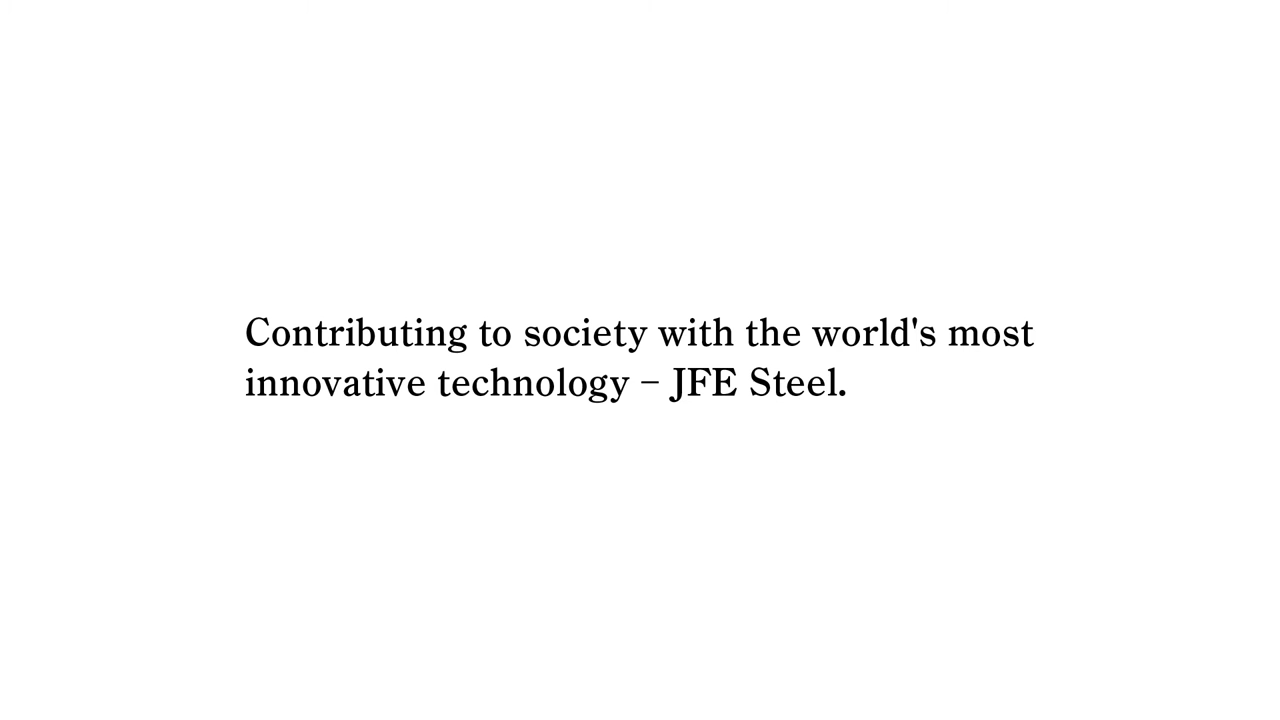 Contributing to society with the world's most
innovative technology – JFE Steel.